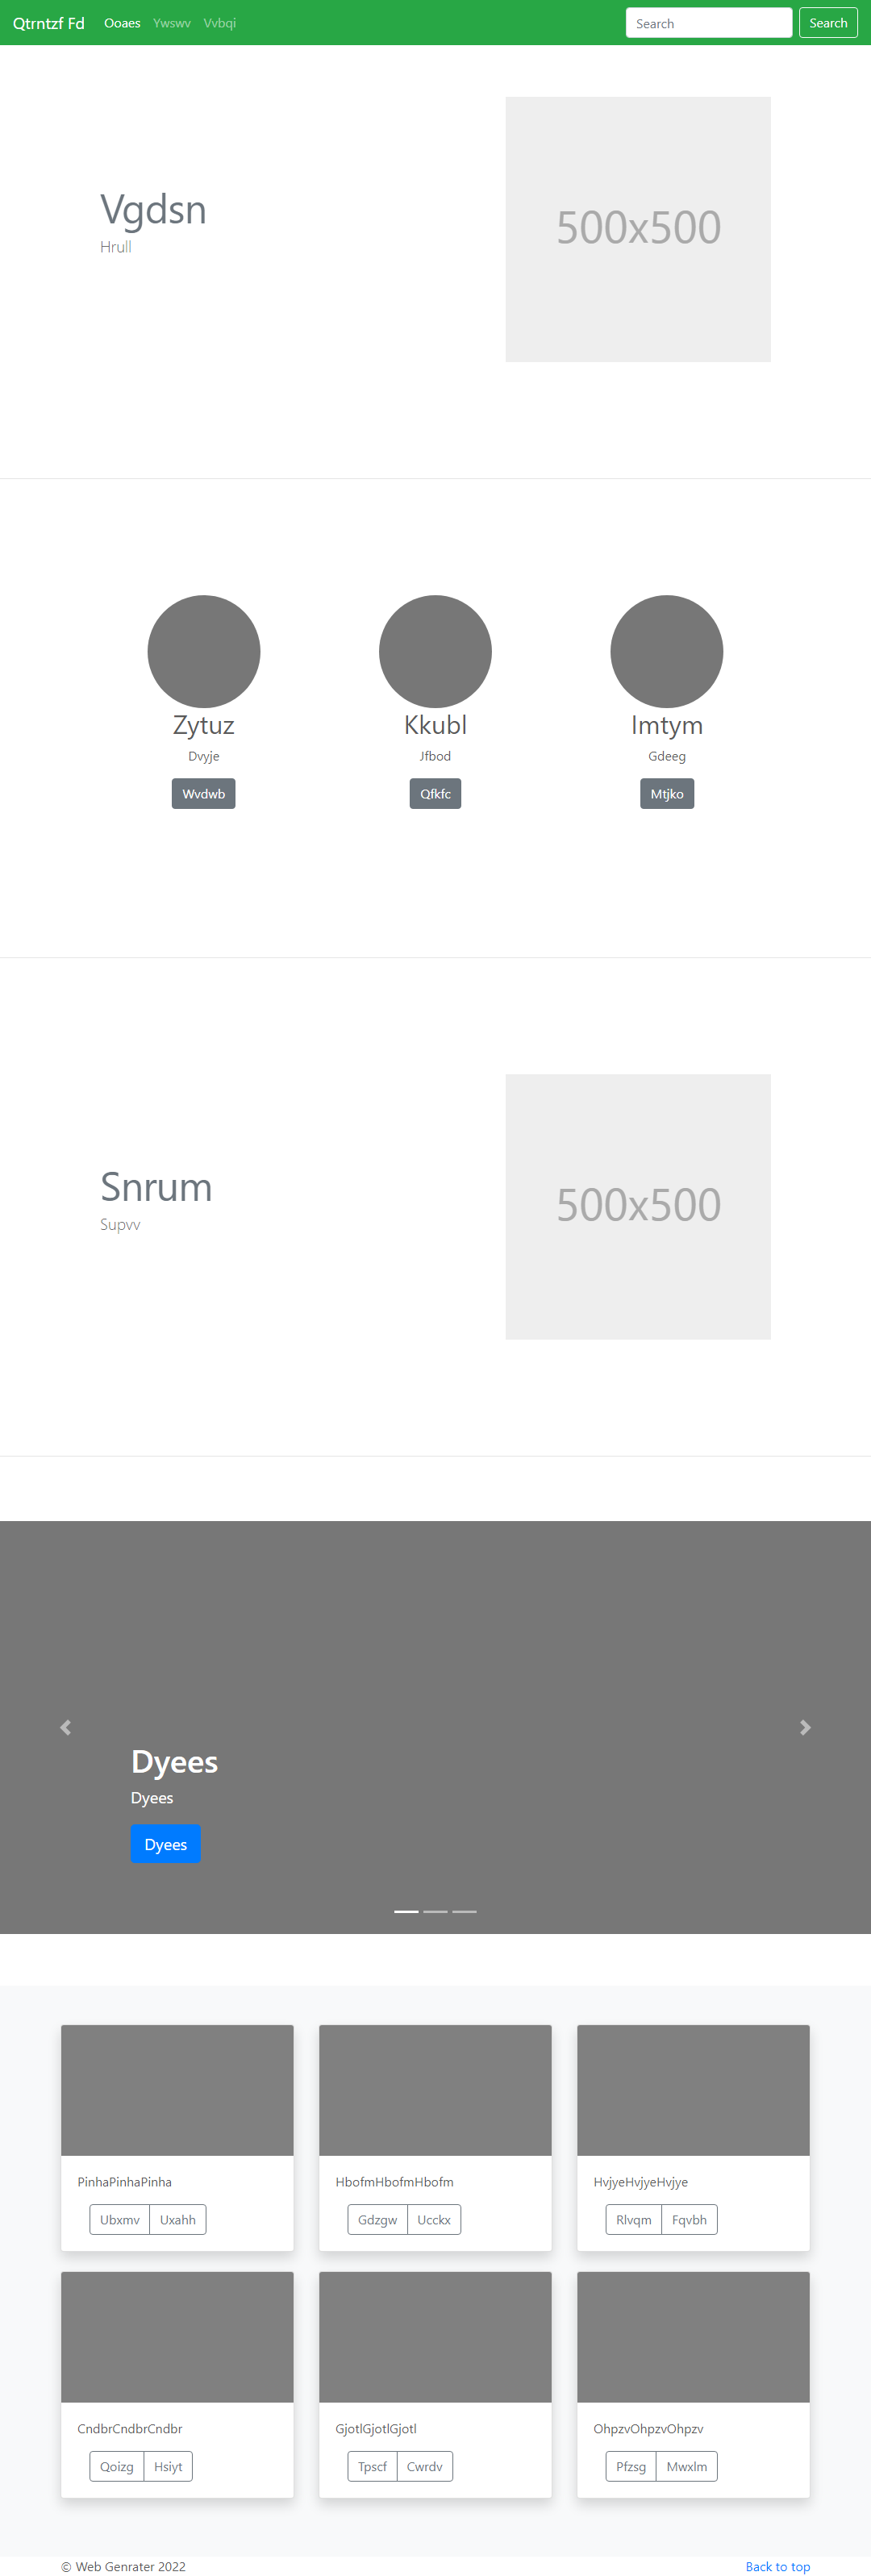 Qtrntzf Fd Ooaes Ywswv Vvbqi Search Search
Vgdsn
Hrull
500x500
Zytuz Kkubl Imtym
Dvyje Jfbod Gdeeg
Wvdwb Qfkfc Mtjko
Snrum
Supvv
500x500
Dyees
Dyees
Dyees
PinhaPinhaPinha HbofmHbofmHbofm HvjyeHvjyeHvjye
Ubxmv Uxahh Gdzgw Ucckx Rlvqm Fqvbh
CndbrCndbrCndbr GjotlGjotlGjotl OhpzvOhpzvOhpzv
Qoizg Hsiyt Tpscf Cwrdv Pfzsg Mwxlm
© Web Genrater 2022 Back to top